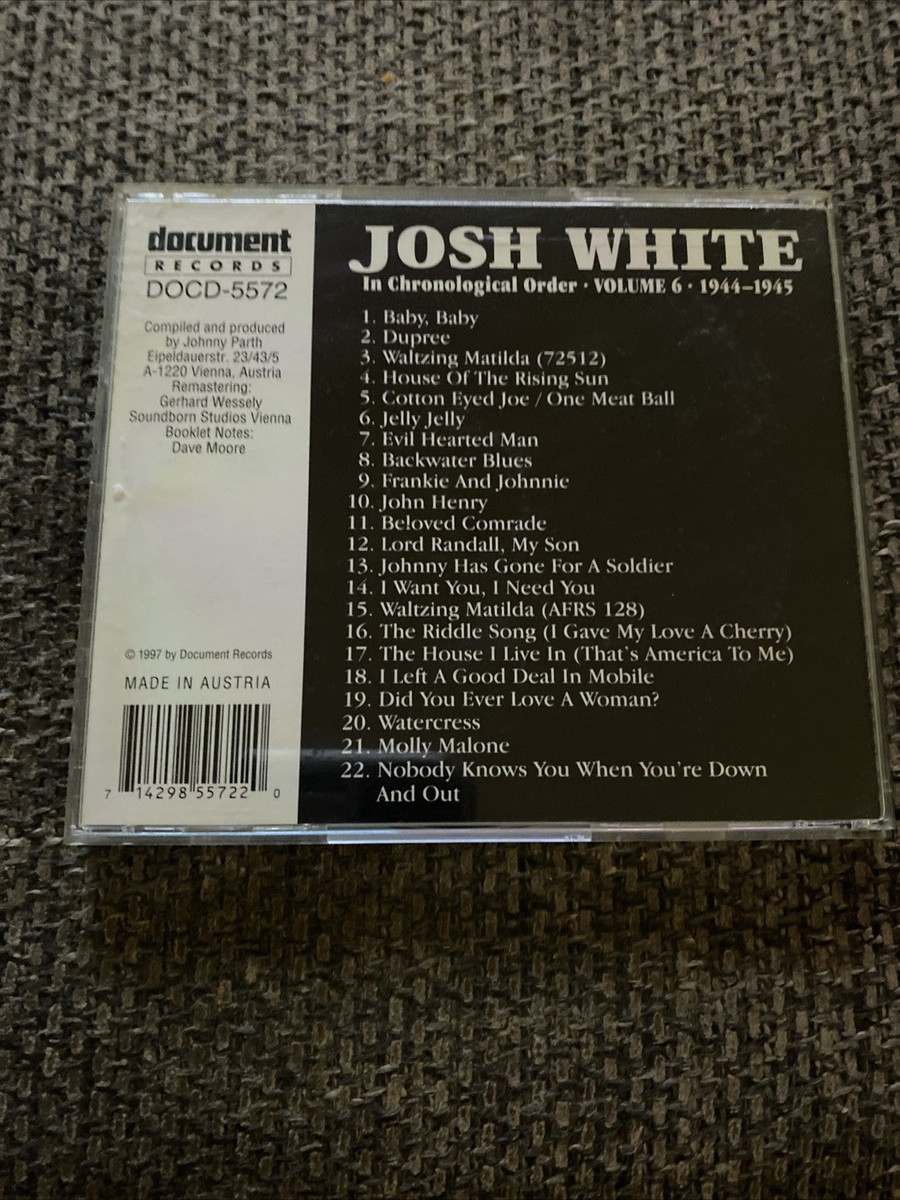 document
RECORDS
DOCD-5572
Compiled and produced
by Johnny Parth
Eipeldauerstr. 23/43/5
A-1220 Vienna, Austria
Remastering:
Gerhard Wessely
Soundborn Studios Vienna
Booklet Notes:
Dave Moore
© 1997 by Document Records
MADE IN AUSTRIA
7 14298 55722 0
JOSH WHITE
In Chronological Order · VOLUME 6 · 1944–1945
1. Baby, Baby
2. Dupree
3. Waltzing Matilda (72512)
4. House Of The Rising Sun
5. Cotton Eyed Joe / One Meat Ball
6. Jelly Jelly
7. Evil Hearted Man
8. Backwater Blues
9. Frankie And Johnnie
10. John Henry
11. Beloved Comrade
12. Lord Randall, My Son
13. Johnny Has Gone For A Soldier
14. I Want You, I Need You
15. Waltzing Matilda (AFRS 128)
16. The Riddle Song (I Gave My Love A Cherry)
17. The House I Live In (That's America To Me)
18. I Left A Good Deal In Mobile
19. Did You Ever Love A Woman?
20. Watercress
21. Molly Malone
22. Nobody Knows You When You're Down
And Out